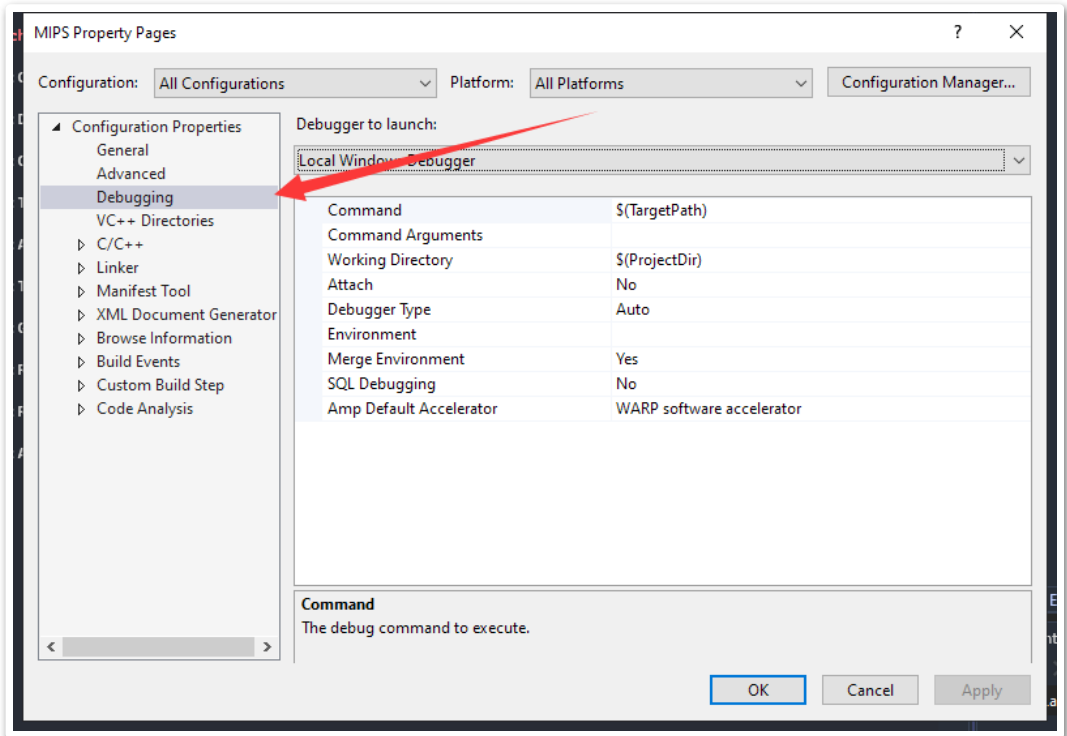 MIPS Property Pages
Configuration: All Configurations Platform: All Platforms Configuration Manager...
Configuration Properties
General
Advanced
Debugging
VC++ Directories
C/C++
Linker
Manifest Tool
XML Document Generator
Browse Information
Build Events
Custom Build Step
Code Analysis
Debugger to launch:
Local Windows Debugger
Command $(TargetPath)
Command Arguments
Working Directory $(ProjectDir)
Attach No
Debugger Type Auto
Environment
Merge Environment Yes
SQL Debugging No
Amp Default Accelerator WARP software accelerator
Command
The debug command to execute.
OK Cancel Apply